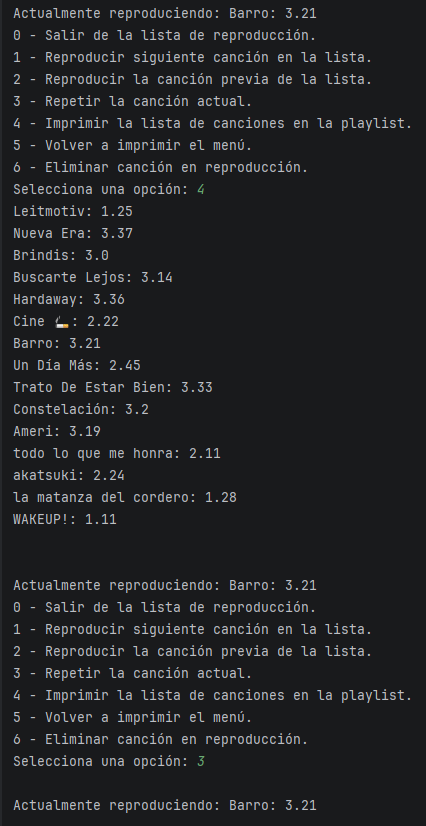 Actualmente reproduciendo: Barro: 3.21
0 - Salir de la lista de reproducción.
1 - Reproducir siguiente canción en la lista.
2 - Reproducir la canción previa de la lista.
3 - Repetir la canción actual.
4 - Imprimir la lista de canciones en la playlist.
5 - Volver a imprimir el menú.
6 - Eliminar canción en reproducción.
Selecciona una opción: 4
Leitmotiv: 1.25
Nueva Era: 3.37
Brindis: 3.0
Buscarte Lejos: 3.14
Hardaway: 3.36
Cine 🚬: 2.22
Barro: 3.21
Un Día Más: 2.45
Trato De Estar Bien: 3.33
Constelación: 3.2
Ameri: 3.19
todo lo que me honra: 2.11
akatsuki: 2.24
la matanza del cordero: 1.28
WAKEUP!: 1.11
Actualmente reproduciendo: Barro: 3.21
0 - Salir de la lista de reproducción.
1 - Reproducir siguiente canción en la lista.
2 - Reproducir la canción previa de la lista.
3 - Repetir la canción actual.
4 - Imprimir la lista de canciones en la playlist.
5 - Volver a imprimir el menú.
6 - Eliminar canción en reproducción.
Selecciona una opción: 3
Actualmente reproduciendo: Barro: 3.21